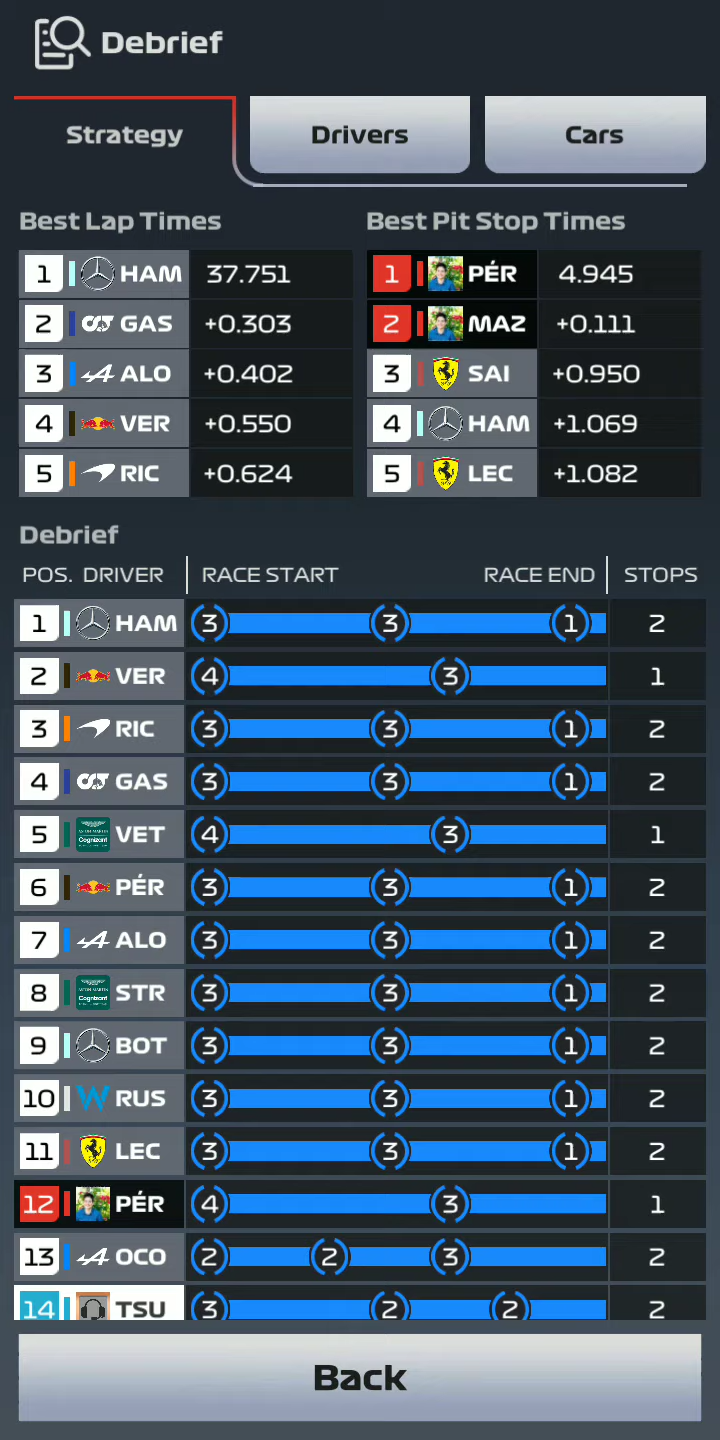 Debrief
Strategy
Drivers
Cars
Best Lap Times
1 HAM 37.751
2 GAS +0.303
3 ALO +0.402
4 VER +0.550
5 RIC +0.624
Best Pit Stop Times
1 PÉR 4.945
2 MAZ +0.111
3 SAI +0.950
4 HAM +1.069
5 LEC +1.082
Debrief
POS. DRIVER RACE START RACE END STOPS
1 HAM 3 3 1 2
2 VER 4 3 1
3 RIC 3 3 1 2
4 GAS 3 3 1 2
5 VET 4 3 1
6 PÉR 3 3 1 2
7 ALO 3 3 1 2
8 STR 3 3 1 2
9 BOT 3 3 1 2
10 RUS 3 3 1 2
11 LEC 3 3 1 2
12 PÉR 4 3 1
13 OCO 2 2 3 2
14 TSU 3 2 2 2
Back